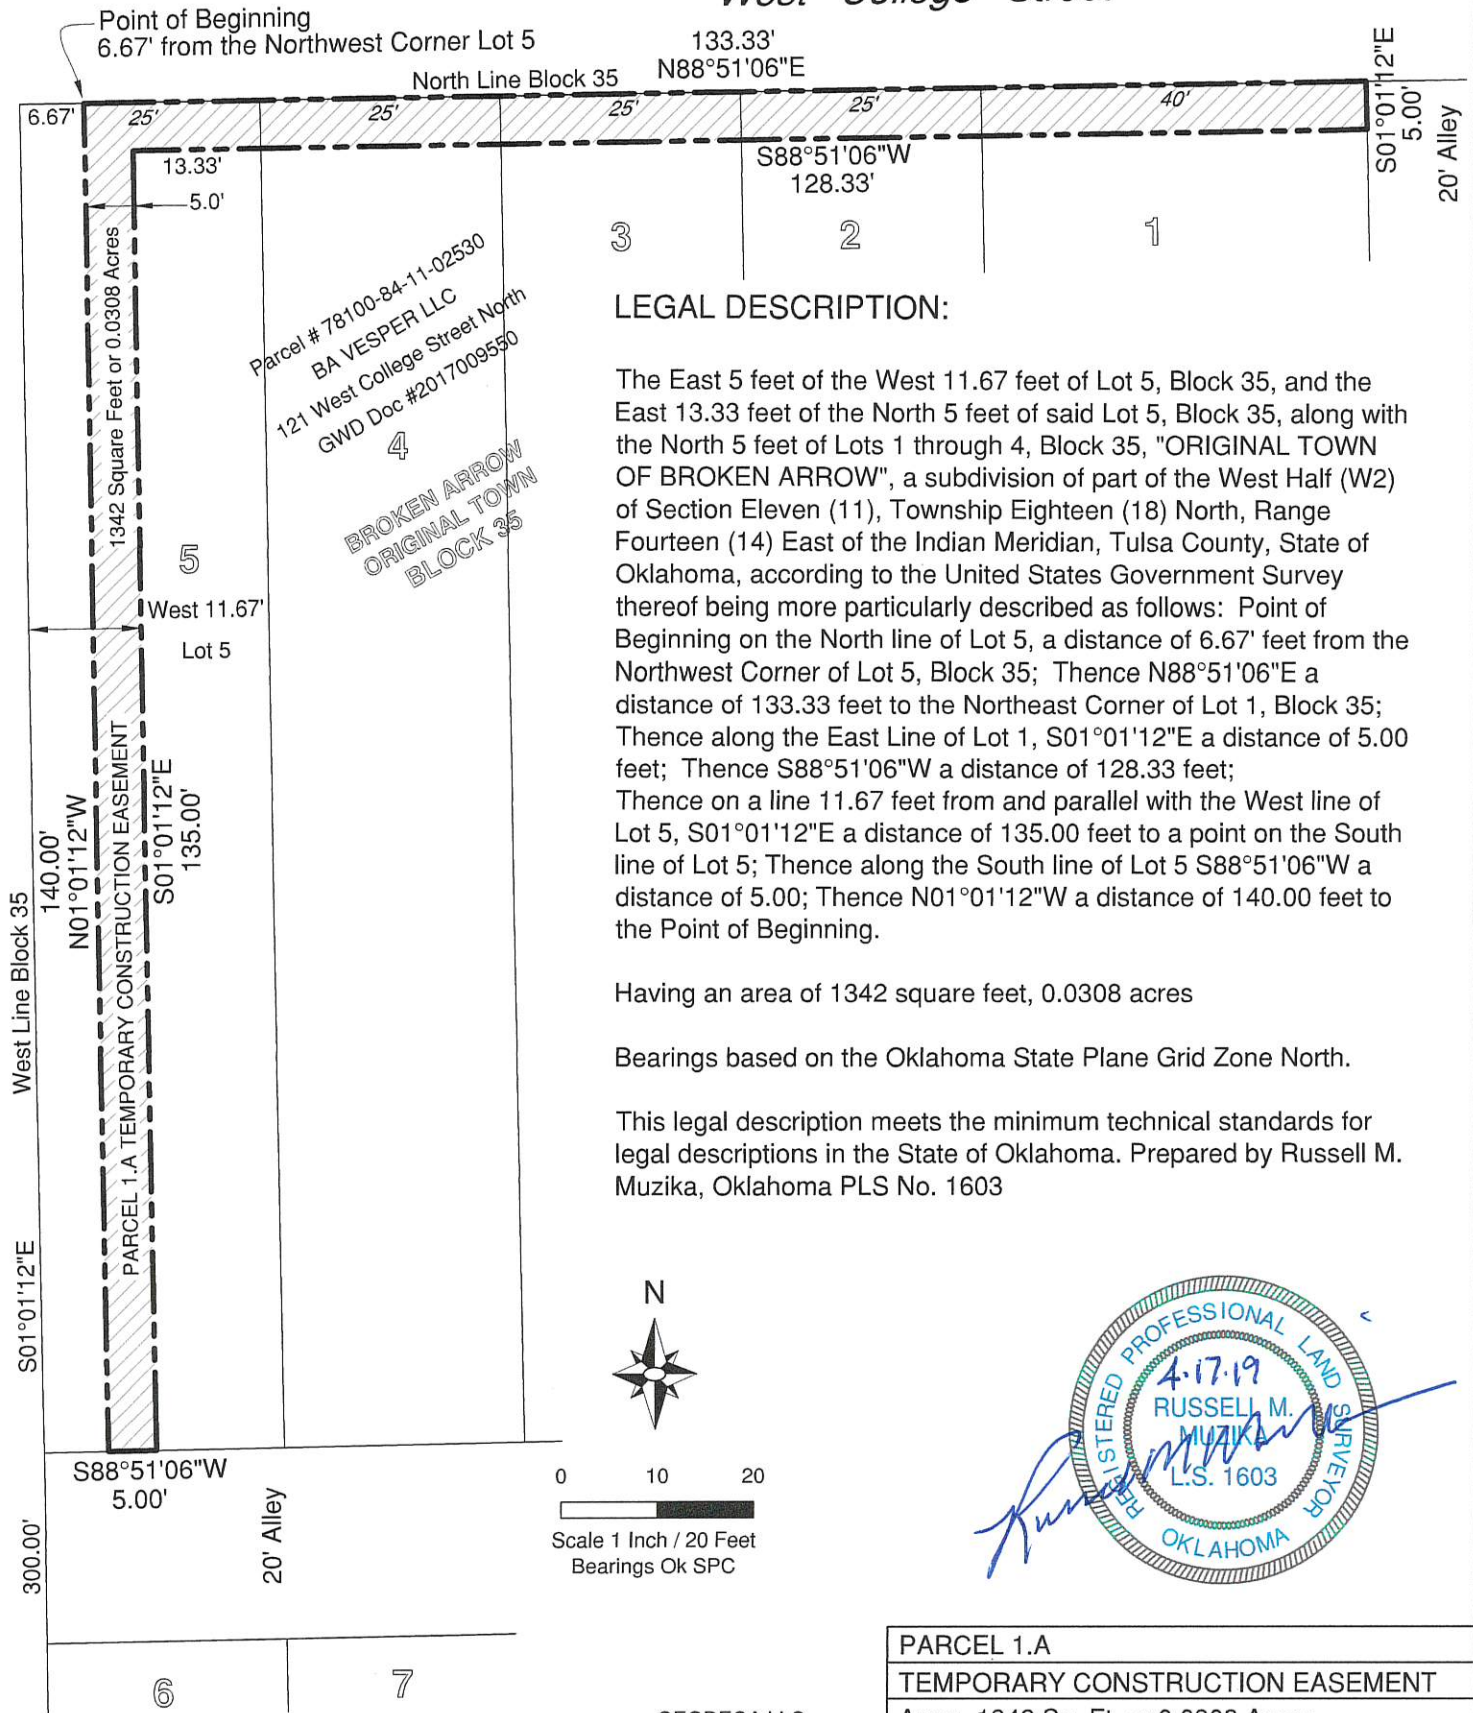 West College Street
Point of Beginning
6.67' from the Northwest Corner Lot 5
133.33'
N88°51'06"E
North Line Block 35
S01°01'12"E
5.00'
20' Alley
6.67'
25'
25'
25'
25'
40'
13.33'
5.0'
S88°51'06"W
128.33'
3
2
1
1342 Square Feet or 0.0308 Acres
Parcel # 78100-84-11-02530
BA VESPER LLC
121 West College Street North
GWD Doc #2017009550
4
BROKEN ARROW
ORIGINAL TOWN
BLOCK 35
5
West 11.67'
Lot 5
PARCEL 1.A TEMPORARY CONSTRUCTION EASEMENT
S01°01'12"E
135.00'
140.00'
N01°01'12"W
West Line Block 35
S01°01'12"E
300.00'
S88°51'06"W
5.00'
20' Alley
6
7
LEGAL DESCRIPTION:
The East 5 feet of the West 11.67 feet of Lot 5, Block 35, and the
East 13.33 feet of the North 5 feet of said Lot 5, Block 35, along with
the North 5 feet of Lots 1 through 4, Block 35, "ORIGINAL TOWN
OF BROKEN ARROW", a subdivision of part of the West Half (W2)
of Section Eleven (11), Township Eighteen (18) North, Range
Fourteen (14) East of the Indian Meridian, Tulsa County, State of
Oklahoma, according to the United States Government Survey
thereof being more particularly described as follows: Point of
Beginning on the North line of Lot 5, a distance of 6.67' feet from the
Northwest Corner of Lot 5, Block 35; Thence N88°51'06"E a
distance of 133.33 feet to the Northeast Corner of Lot 1, Block 35;
Thence along the East Line of Lot 1, S01°01'12"E a distance of 5.00
feet; Thence S88°51'06"W a distance of 128.33 feet;
Thence on a line 11.67 feet from and parallel with the West line of
Lot 5, S01°01'12"E a distance of 135.00 feet to a point on the South
line of Lot 5; Thence along the South line of Lot 5 S88°51'06"W a
distance of 5.00; Thence N01°01'12"W a distance of 140.00 feet to
the Point of Beginning.
Having an area of 1342 square feet, 0.0308 acres
Bearings based on the Oklahoma State Plane Grid Zone North.
This legal description meets the minimum technical standards for
legal descriptions in the State of Oklahoma. Prepared by Russell M.
Muzika, Oklahoma PLS No. 1603
N
0 10 20
Scale 1 Inch / 20 Feet
Bearings Ok SPC
REGISTERED PROFESSIONAL LAND SURVEYOR
4.17.19
RUSSELL M.
MUZIKA
L.S. 1603
OKLAHOMA
PARCEL 1.A
TEMPORARY CONSTRUCTION EASEMENT